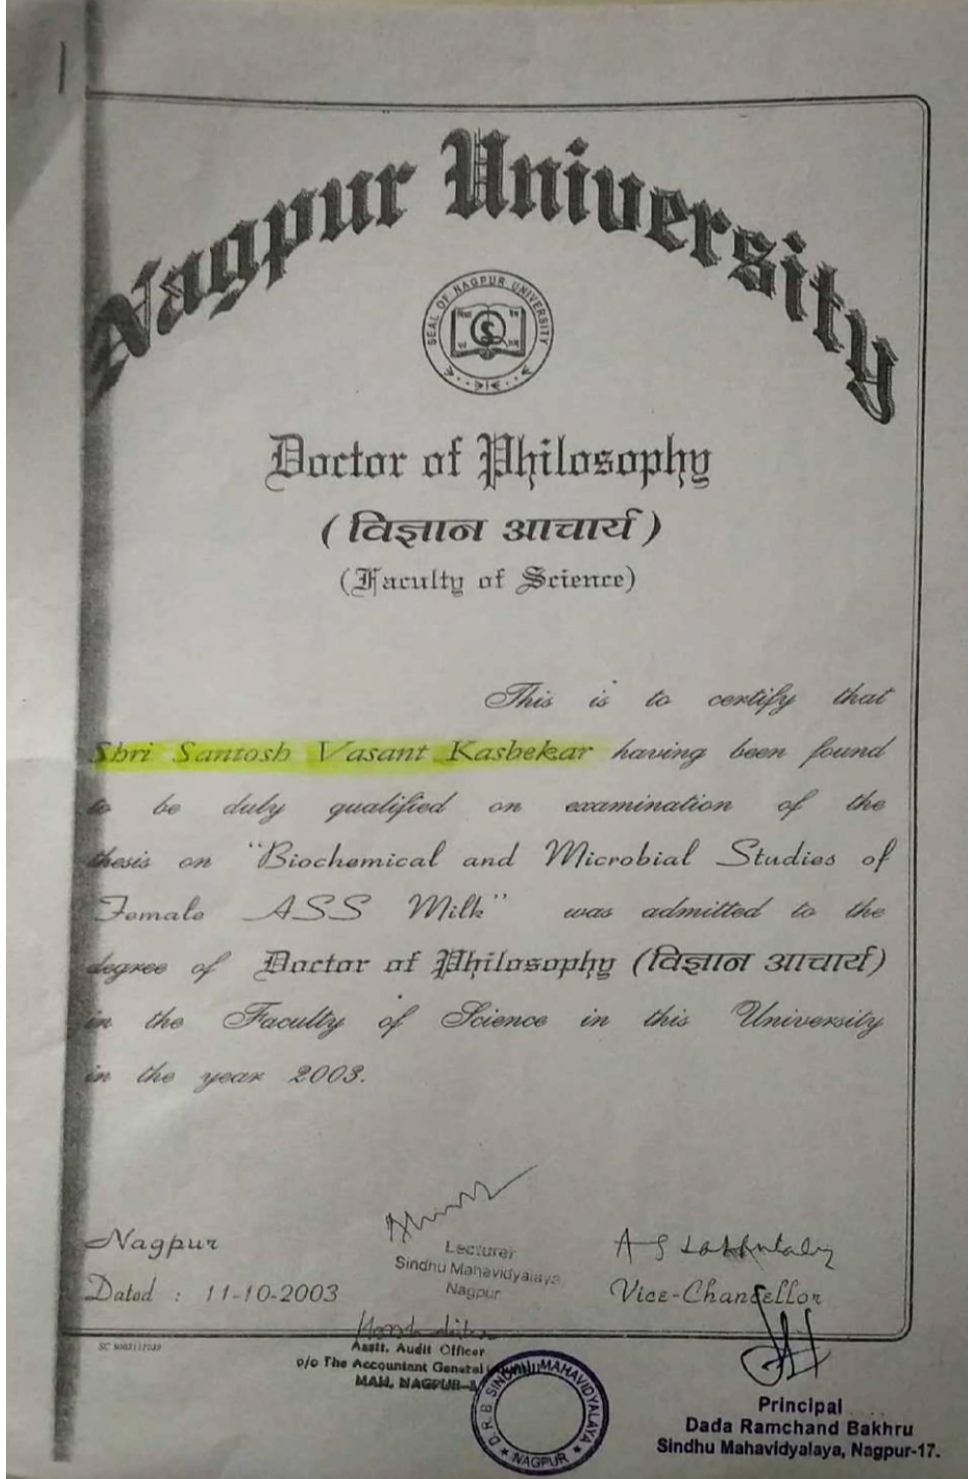 Nagpur University
SEAL OF NAGPUR UNIVERSITY
Doctor of Philosophy
( विज्ञान आचार्य )
(Faculty of Science)
This is to certify that
Shri Santosh Vasant Kasbekar having been found
to be duly qualified on examination of the
thesis on "Biochemical and Microbial Studies of
Female ASS Milk" was admitted to the
degree of Doctor of Philosophy (विज्ञान आचार्य)
in the Faculty of Science in this University
in the year 2003.
Nagpur
Dated : 11-10-2003
Lecturer
Sindhu Mahavidyalaya
Nagpur
Vice-Chancellor
Asstt. Audit Officer
o/o The Accountant General
MAH, NAGPUR
D. R. B. SINDHU MAHAVIDYALAYA
NAGPUR
Principal
Dada Ramchand Bakhru
Sindhu Mahavidyalaya, Nagpur-17.